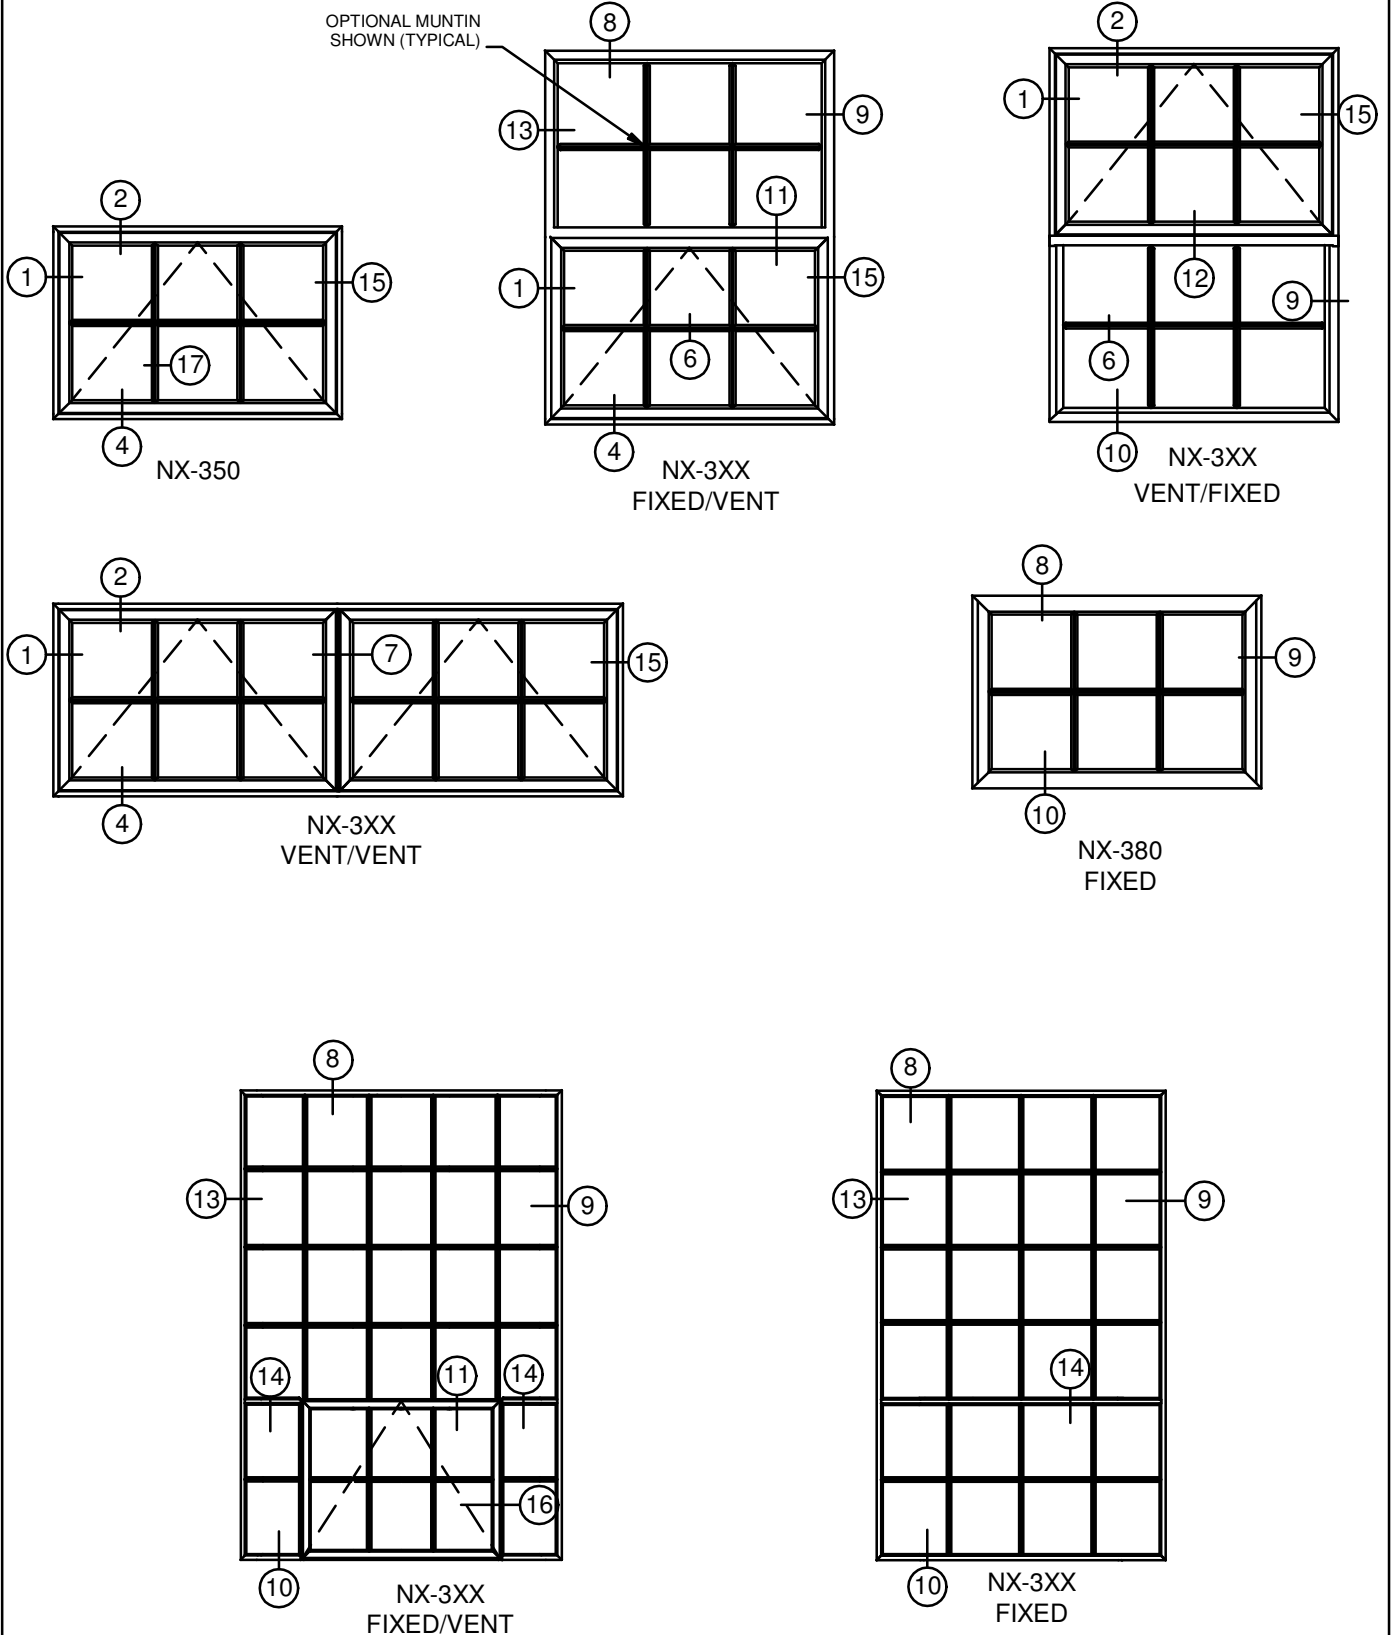 OPTIONAL MUNTIN
SHOWN (TYPICAL)
2
1
15
17
4
NX-350
8
13
9
11
1
15
6
4
NX-3XX
FIXED/VENT
2
1
15
12
9
6
10
NX-3XX
VENT/FIXED
2
1
7
15
4
NX-3XX
VENT/VENT
8
9
10
NX-380
FIXED
8
13
9
14
11
14
16
10
NX-3XX
FIXED/VENT
8
13
9
14
10
NX-3XX
FIXED